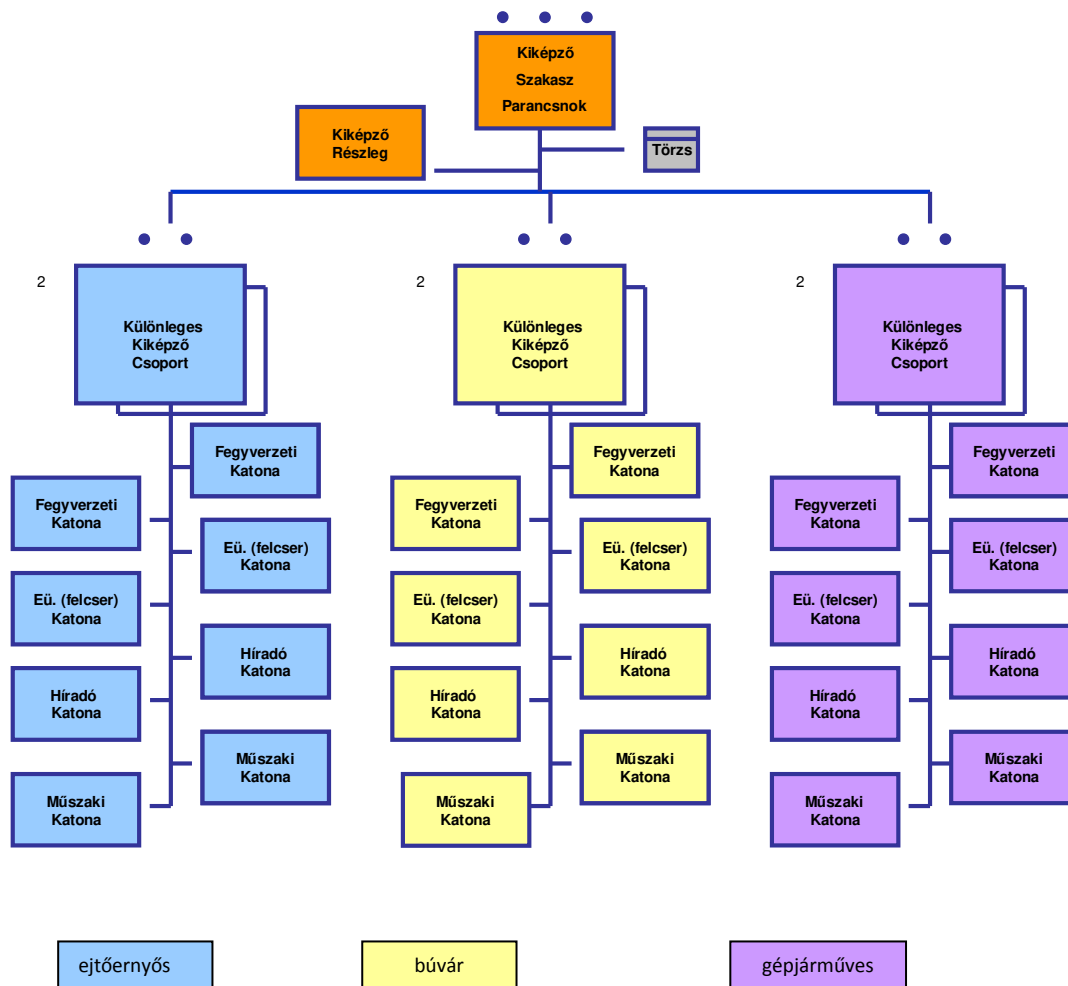 Kiképző
Szakasz
Parancsnok
Kiképző
Részleg
Törzs
2
Különleges
Kiképző
Csoport
Fegyverzeti
Katona
Fegyverzeti
Katona
Eü. (felcser)
Katona
Eü. (felcser)
Katona
Híradó
Katona
Híradó
Katona
Műszaki
Katona
Műszaki
Katona
2
Különleges
Kiképző
Csoport
Fegyverzeti
Katona
Fegyverzeti
Katona
Eü. (felcser)
Katona
Eü. (felcser)
Katona
Híradó
Katona
Híradó
Katona
Műszaki
Katona
Műszaki
Katona
2
Különleges
Kiképző
Csoport
Fegyverzeti
Katona
Fegyverzeti
Katona
Eü. (felcser)
Katona
Eü. (felcser)
Katona
Híradó
Katona
Híradó
Katona
Műszaki
Katona
Műszaki
Katona
ejtőernyős
búvár
gépjárműves